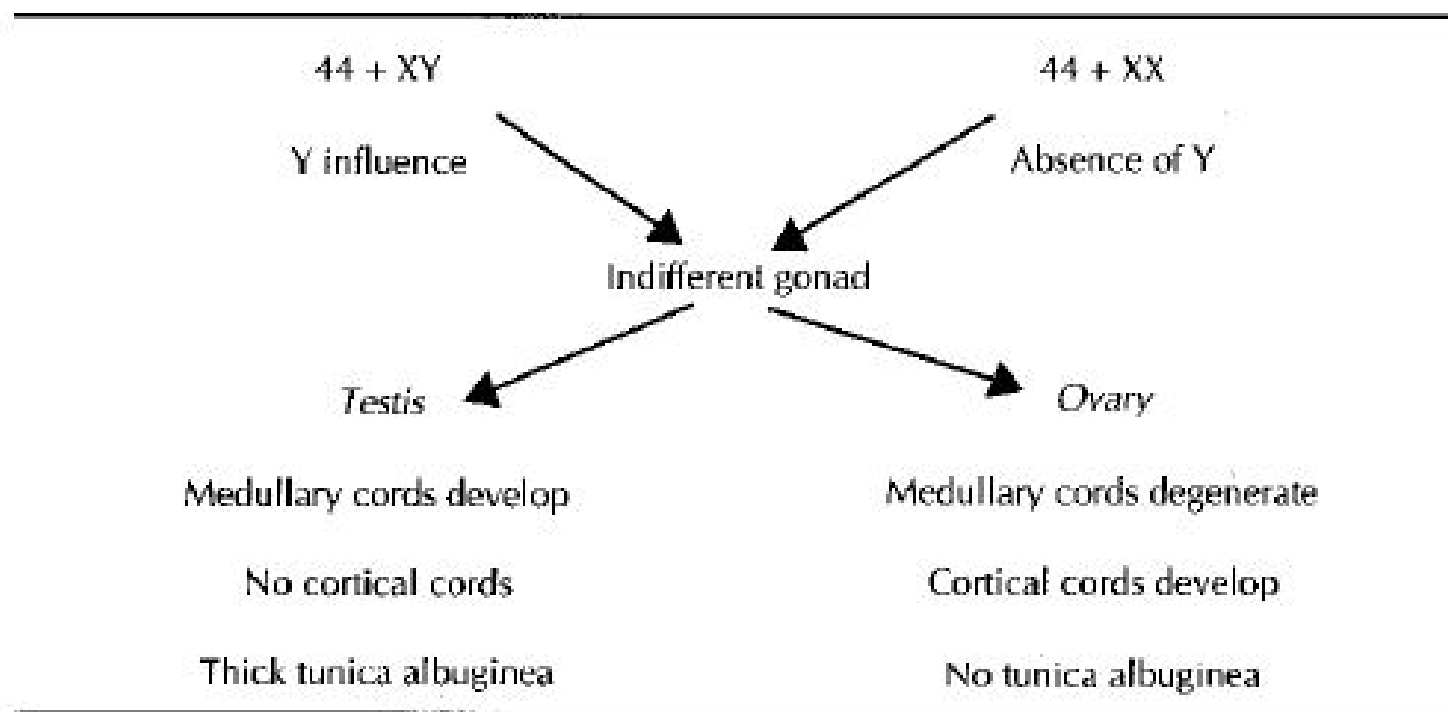 44 + XY
44 + XX
Y influence
Absence of Y
Indifferent gonad
Testis
Ovary
Medullary cords develop
Medullary cords degenerate
No cortical cords
Cortical cords develop
Thick tunica albuginea
No tunica albuginea